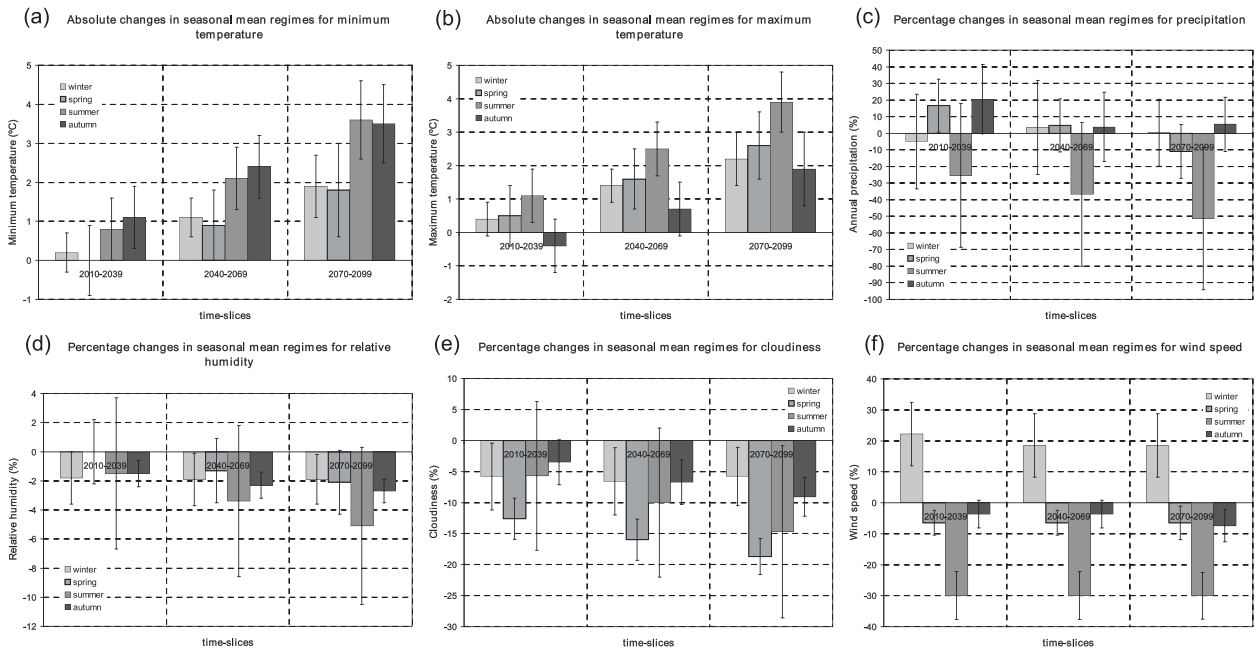 (a) Absolute changes in seasonal mean regimes for minimum
temperature
Minimum temperature (ºC)
5
4
3
2
1
0
-1
winter
spring
summer
autumn
2010-2039 2040-2069 2070-2099
time-slices
(b) Absolute changes in seasonal mean regimes for maximum
temperature
Maximum temperature (ºC)
5
4
3
2
1
0
-1
-2
winter
spring
summer
autumn
2010-2039 2040-2069 2070-2099
time-slices
(c) Percentage changes in seasonal mean regimes for precipitation
Annual precipitation (%)
50
40
30
20
10
0
-10
-20
-30
-40
-50
-60
-70
-80
-90
-100
2010-2039 2040-2069 2070-2099
winter
spring
summer
autumn
time-slices
(d) Percentage changes in seasonal mean regimes for relative
humidity
Relative humidity (%)
4
2
0
-2
-4
-6
-8
-10
-12
2010-2039 2040-2069 2070-2099
winter
spring
summer
autumn
time-slices
(e) Percentage changes in seasonal mean regimes for cloudiness
Cloudiness (%)
10
5
0
-5
-10
-15
-20
-25
-30
winter
spring
summer
autumn
2010-2039 2040-2069 2070-2099
time-slices
(f) Percentage changes in seasonal mean regimes for wind speed
Wind speed (%)
40
30
20
10
0
-10
-20
-30
-40
winter
spring
summer
autumn
2010-2039 2040-2069 2070-2099
time-slices